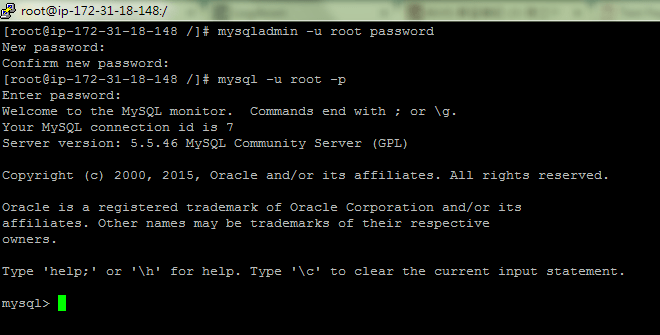 root@ip-172-31-18-148:/
[root@ip-172-31-18-148 /]# mysqladmin -u root password
New password:
Confirm new password:
[root@ip-172-31-18-148 /]# mysql -u root -p
Enter password:
Welcome to the MySQL monitor.  Commands end with ; or \g.
Your MySQL connection id is 7
Server version: 5.5.46 MySQL Community Server (GPL)
Copyright (c) 2000, 2015, Oracle and/or its affiliates. All rights reserved.
Oracle is a registered trademark of Oracle Corporation and/or its
affiliates. Other names may be trademarks of their respective
owners.
Type 'help;' or '\h' for help. Type '\c' to clear the current input statement.
mysql>